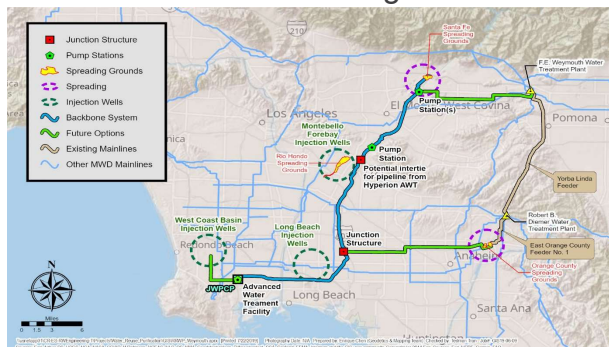 Junction Structure
Pump Stations
Spreading Grounds
Spreading
Injection Wells
Backbone System
Future Options
Existing Mainlines
Other MWD Mainlines
Santa Fe
Spreading
Grounds
210
F.E. Weymouth Water
Treatment Plant
Los Angeles
El
West Covina
Pump
Station(s)
Pomona
Montebello
Forebay
Injection Wells
Pump
Station
Rio Hondo
Spreading
Grounds
Potential intertie
for pipeline from
Hyperion AWT
Yorba Linda
Feeder
Robert B.
Diemer Water
Treatment
Plant
West Coast Basin
Injection Wells
Long Beach
Injection
Wells
Junction
Structure
East Orange County
Feeder No. 1
Redondo Beach
Anaheim
Orange County
Spreading
Grounds
JWPCP
Advanced
Water
Treament
Facility
Long Beach
Santa Ana
Miles
0 1.5 3 6